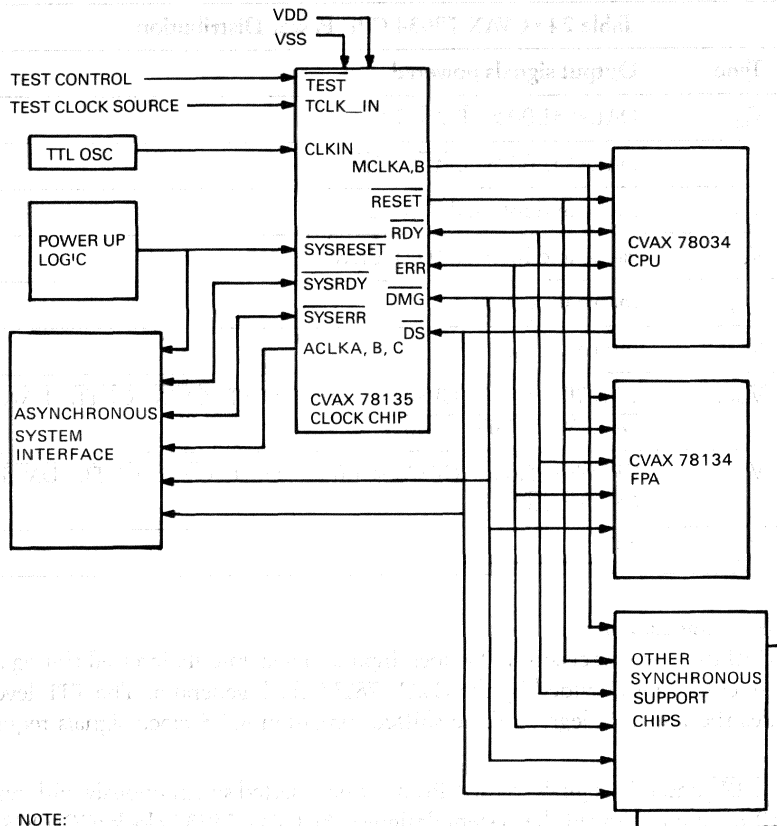 VDD
VSS
TEST CONTROL
TEST CLOCK SOURCE
TEST
TCLK__IN
TTL OSC
CLKIN
MCLKA,B
RESET
POWER UP
LOGIC
SYSRESET
RDY
CVAX 78034
CPU
ERR
SYSRDY
DMG
SYSERR
DS
ACLKA, B, C
CVAX 78135
CLOCK CHIP
ASYNCHRONOUS
SYSTEM
INTERFACE
CVAX 78134
FPA
OTHER
SYNCHRONOUS
SUPPORT
CHIPS
NOTE: